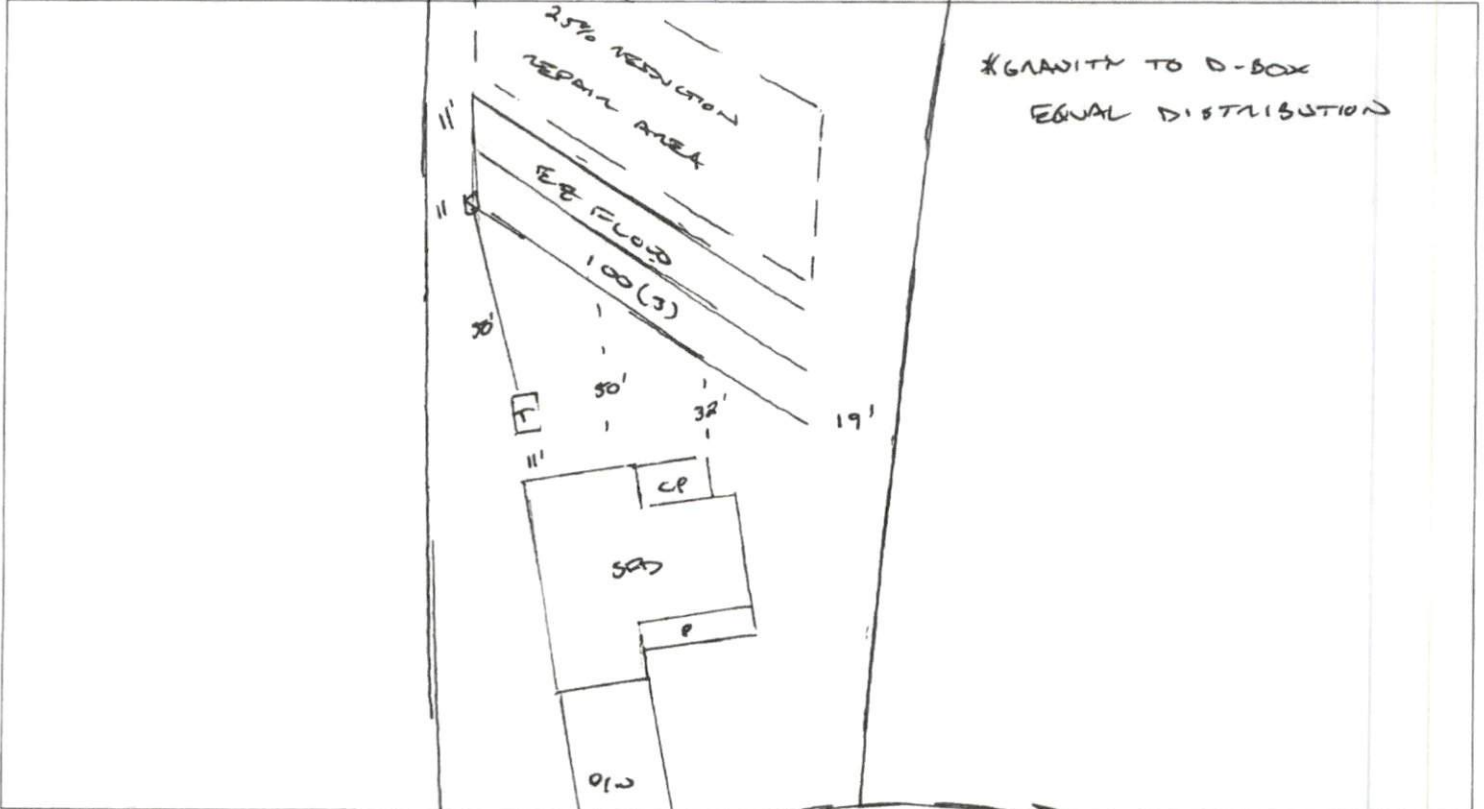 25% REDUCTION
REPAIR AREA
*GRAVITY TO D-BOX
EQUAL DISTRIBUTION
11'
11
EZ FLOW
100(3)
50'
50'
32'
19'
T
11'
CP
SFD
P
D/W